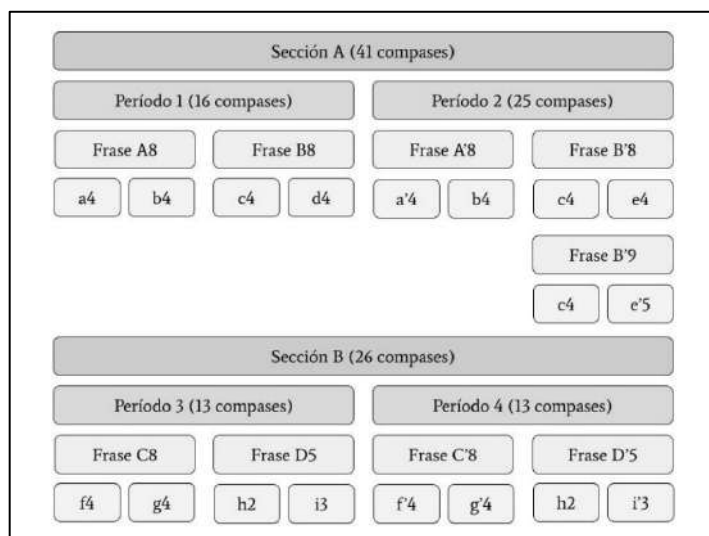 Sección A (41 compases)
Período 1 (16 compases) Período 2 (25 compases)
Frase A8 Frase B8 Frase A'8 Frase B'8
a4 b4 c4 d4 a'4 b4 c4 e4
Frase B'9
c4 e'5
Sección B (26 compases)
Período 3 (13 compases) Período 4 (13 compases)
Frase C8 Frase D5 Frase C'8 Frase D'5
f4 g4 h2 i3 f'4 g'4 h2 i'3